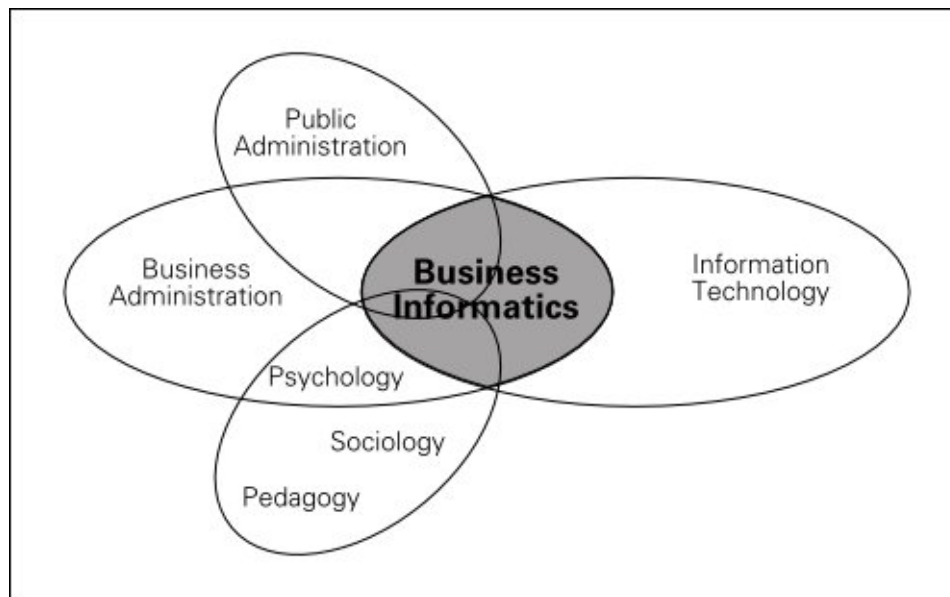 Public
Administration
Business
Administration
Business
Informatics
Information
Technology
Psychology
Sociology
Pedagogy